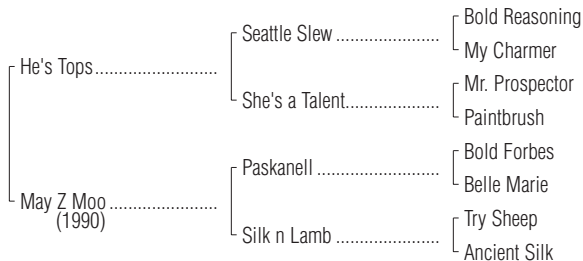 Bold Reasoning
Seattle Slew
My Charmer
He's Tops
Mr. Prospector
She's a Talent
Paintbrush
Bold Forbes
Paskanell
Belle Marie
May Z Moo
(1990)
Try Sheep
Silk n Lamb
Ancient Silk